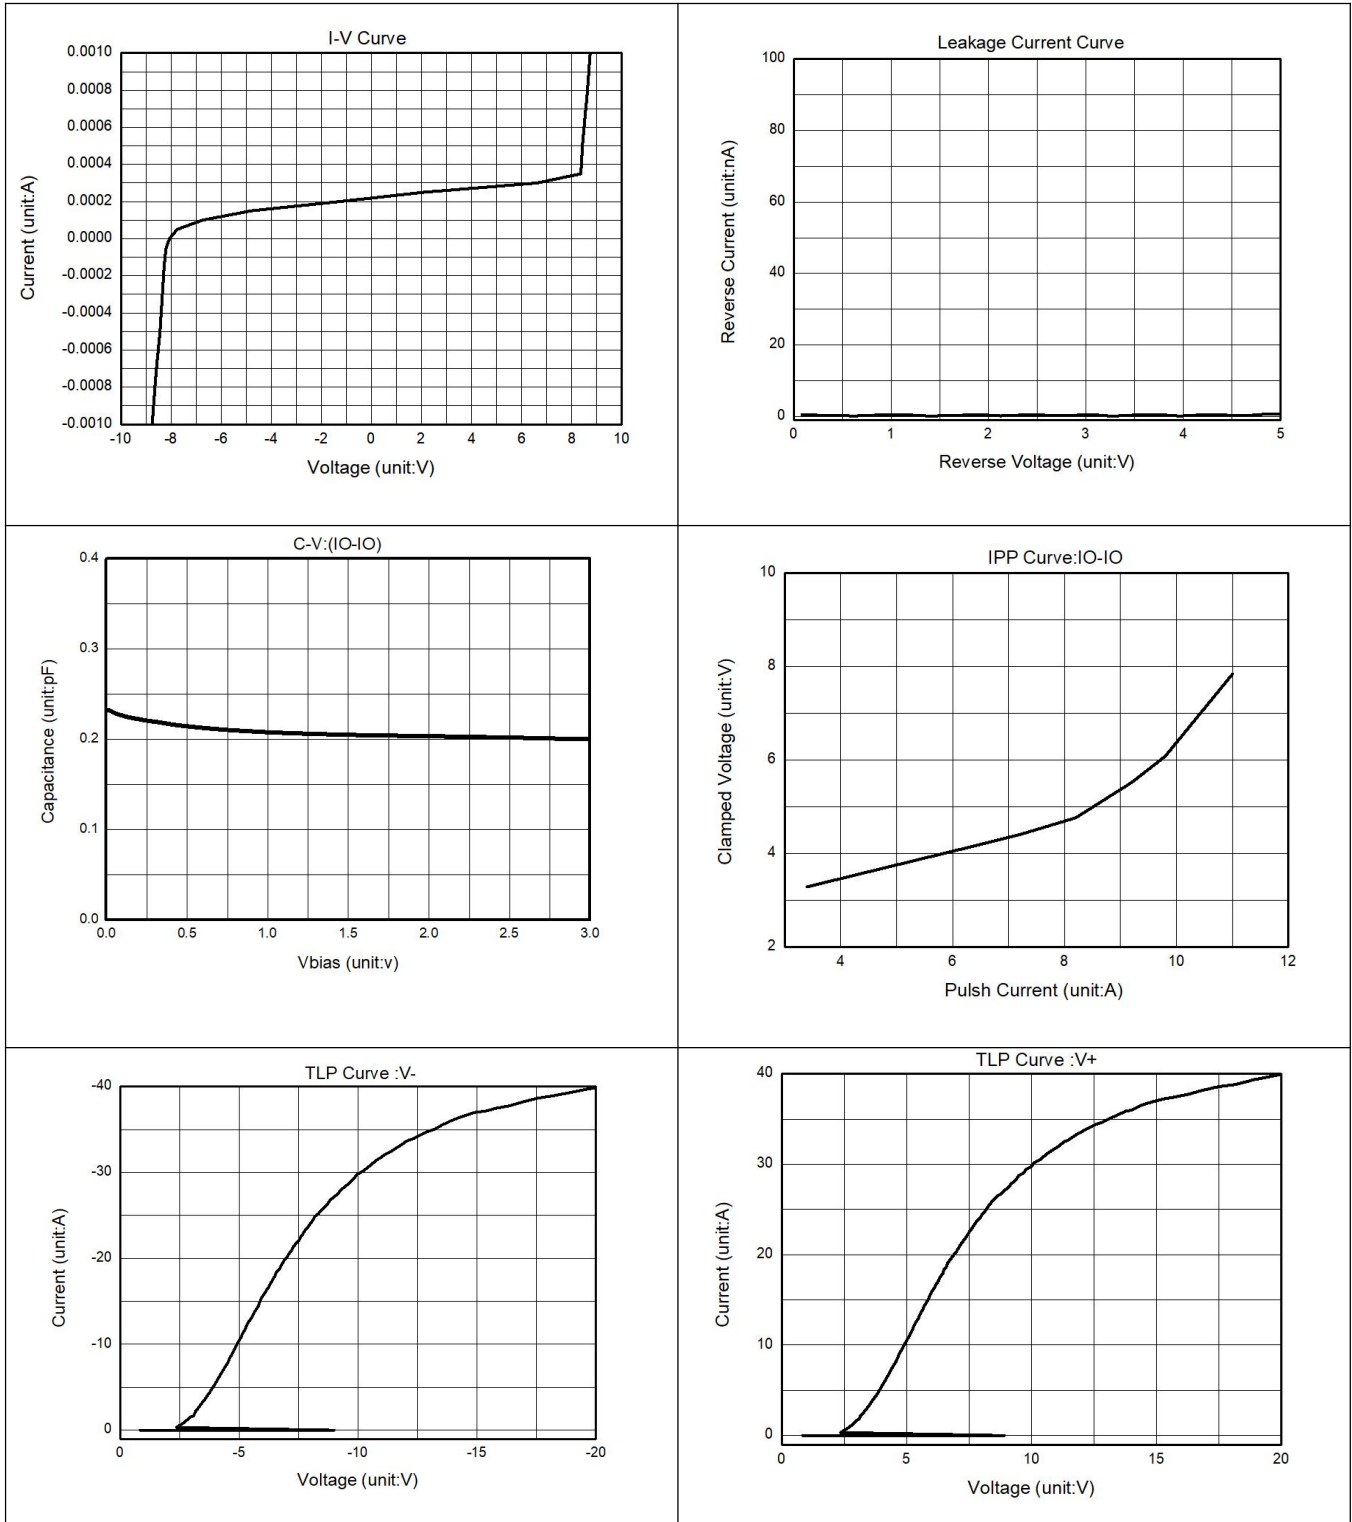 I-V Curve
0.0010
0.0008
0.0006
0.0004
0.0002
0.0000
-0.0002
-0.0004
-0.0006
-0.0008
-0.0010
Current (unit:A)
-10 -8 -6 -4 -2 0 2 4 6 8 10
Voltage (unit:V)
Leakage Current Curve
100
80
60
40
20
0
Reverse Current (unit:nA)
0 1 2 3 4 5
Reverse Voltage (unit:V)
C-V:(IO-IO)
0.4
0.3
0.2
0.1
0.0
Capacitance (unit:pF)
0.0 0.5 1.0 1.5 2.0 2.5 3.0
Vbias (unit:v)
IPP Curve:IO-IO
10
8
6
4
2
Clamped Voltage (unit:V)
4 6 8 10 12
Pulsh Current (unit:A)
TLP Curve :V-
-40
-30
-20
-10
0
Current (unit:A)
0 -5 -10 -15 -20
Voltage (unit:V)
TLP Curve :V+
40
30
20
10
0
Current (unit:A)
0 5 10 15 20
Voltage (unit:V)